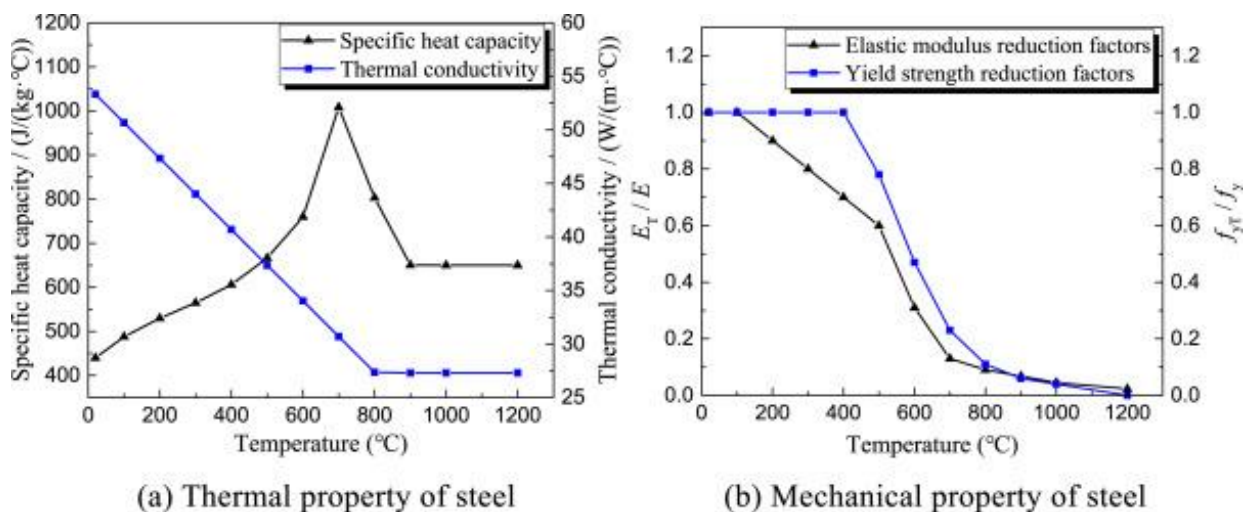 Specific heat capacity / (J/(kg·℃))
1200
1100
1000
900
800
700
600
500
400
Specific heat capacity
Thermal conductivity
60
55
50
45
40
35
30
25
Thermal conductivity / (W/(m·℃))
0 200 400 600 800 1000 1200
Temperature (℃)
(a) Thermal property of steel
E_T / E
1.2
1.0
0.8
0.6
0.4
0.2
0.0
Elastic modulus reduction factors
Yield strength reduction factors
1.2
1.0
0.8
0.6
0.4
0.2
0.0
f_yT / f_y
0 200 400 600 800 1000 1200
Temperature (℃)
(b) Mechanical property of steel